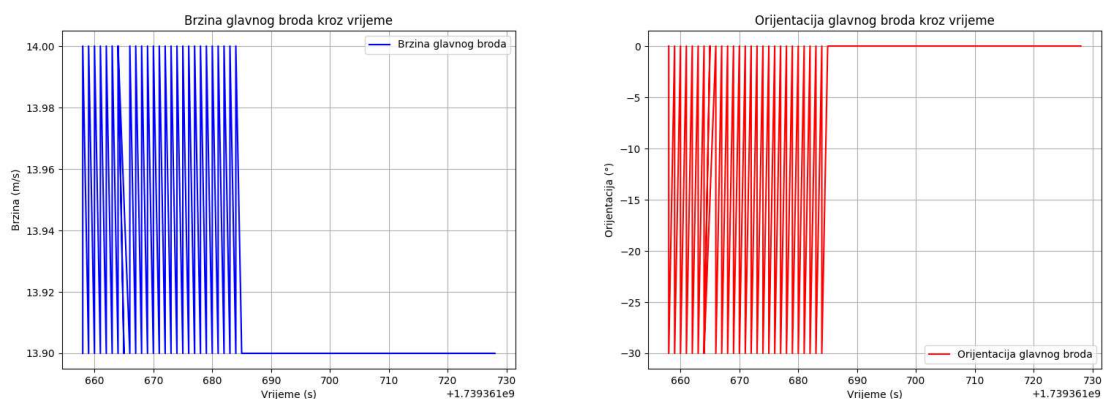 Brzina glavnog broda kroz vrijeme
14.00
13.98
13.96
13.94
13.92
13.90
Brzina (m/s)
Brzina glavnog broda
660
670
680
690
700
710
720
730
Vrijeme (s)
+1.739361e9
Orijentacija glavnog broda kroz vrijeme
0
−5
−10
−15
−20
−25
−30
Orijentacija (°)
Orijentacija glavnog broda
660
670
680
690
700
710
720
730
Vrijeme (s)
+1.739361e9